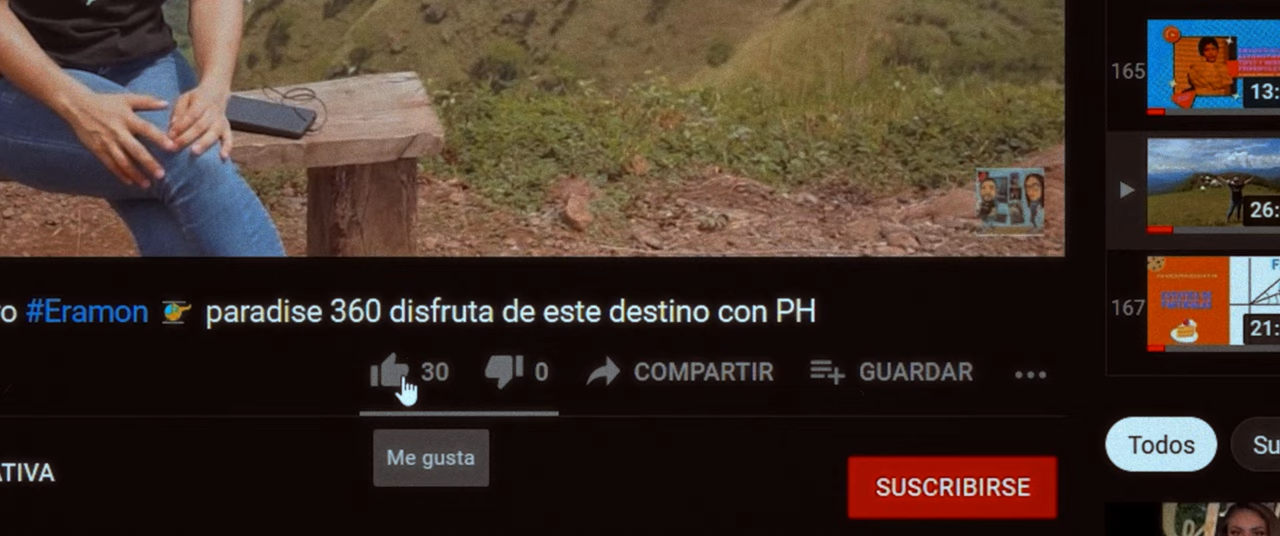 165
13:
26:
o #Eramon paradise 360 disfruta de este destino con PH
167
21:
30 0 COMPARTIR GUARDAR
Me gusta
ATIVA
SUSCRIBIRSE
Todos Su